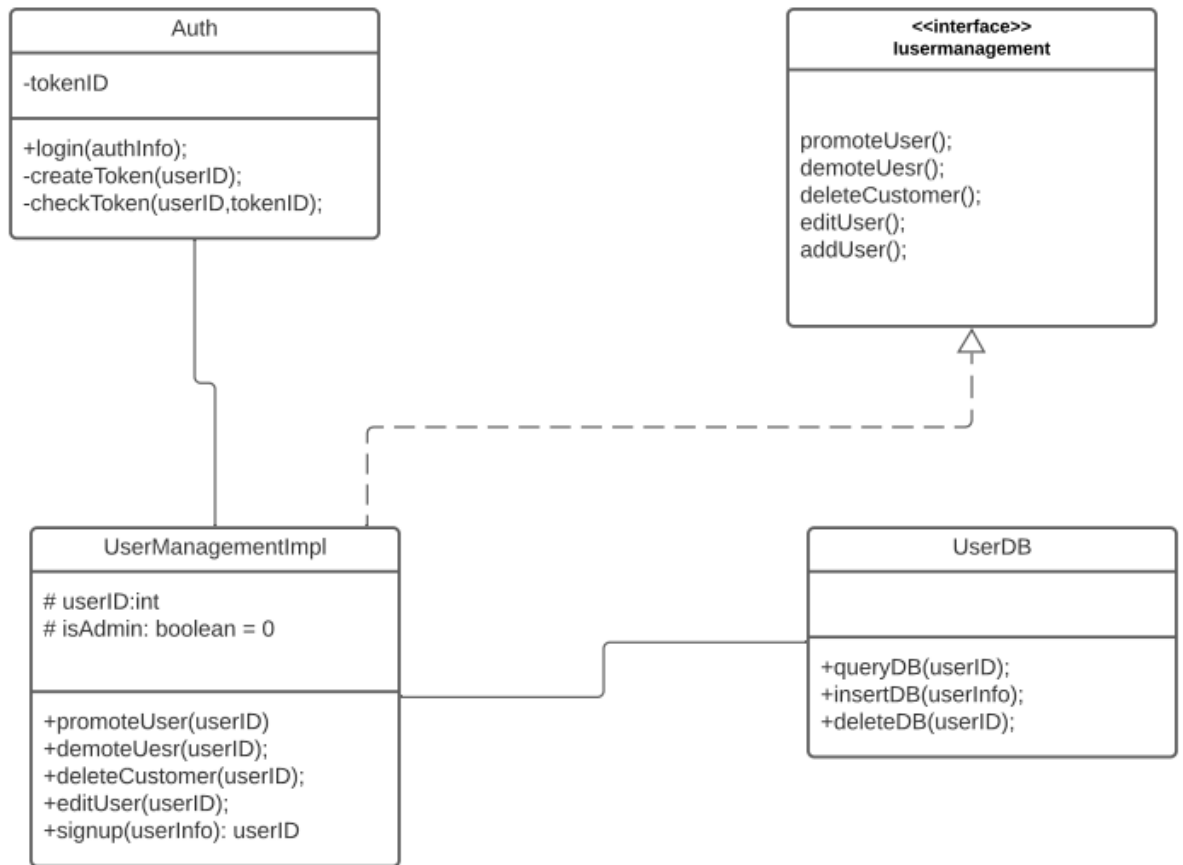 Auth
-tokenID
+login(authInfo);
-createToken(userID);
-checkToken(userID,tokenID);
<<interface>>
Iusermanagement
promoteUser();
demoteUesr();
deleteCustomer();
editUser();
addUser();
UserManagementImpl
# userID:int
# isAdmin: boolean = 0
+promoteUser(userID)
+demoteUesr(userID);
+deleteCustomer(userID);
+editUser(userID);
+signup(userInfo): userID
UserDB
+queryDB(userID);
+insertDB(userInfo);
+deleteDB(userID);